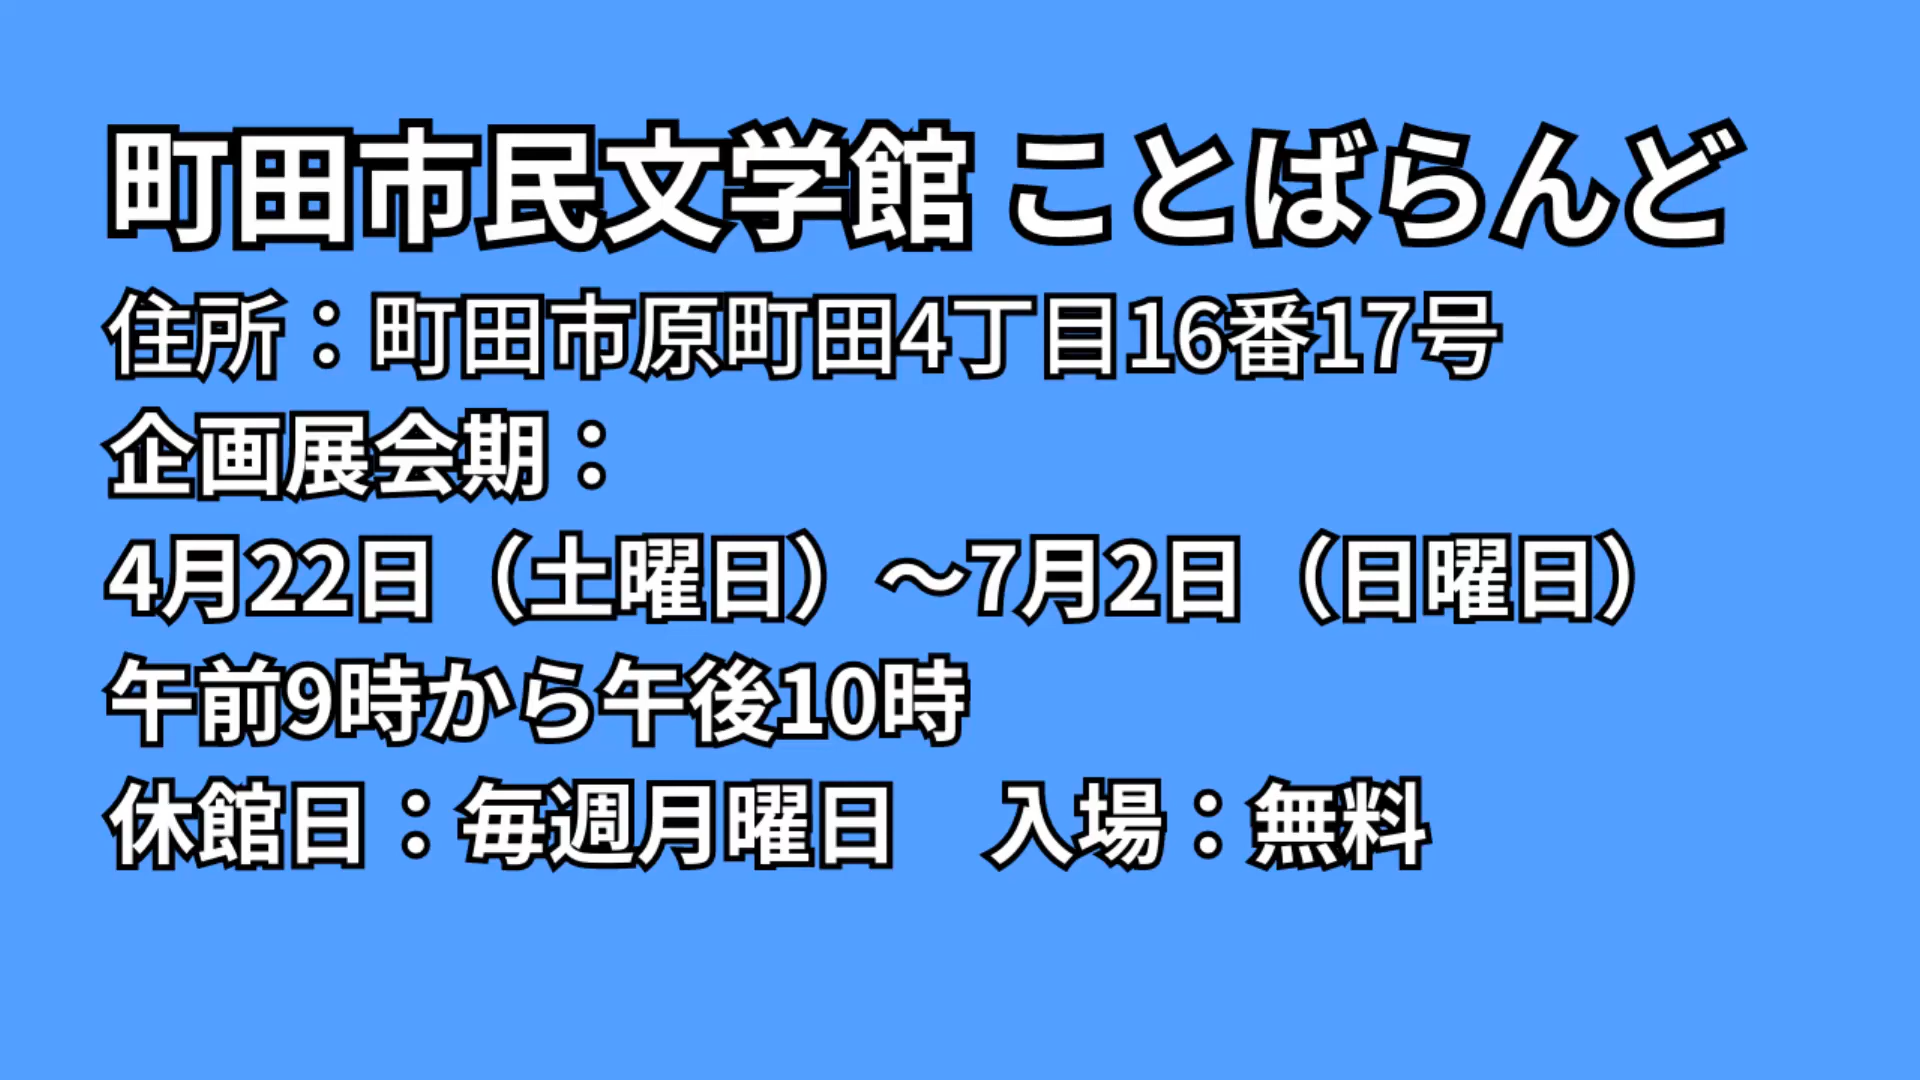 町田市民文学館 ことばらんど
住所：町田市原町田4丁目16番17号
企画展会期：
4月22日（土曜日）～7月2日（日曜日）
午前9時から午後10時
休館日：毎週月曜日　入場：無料